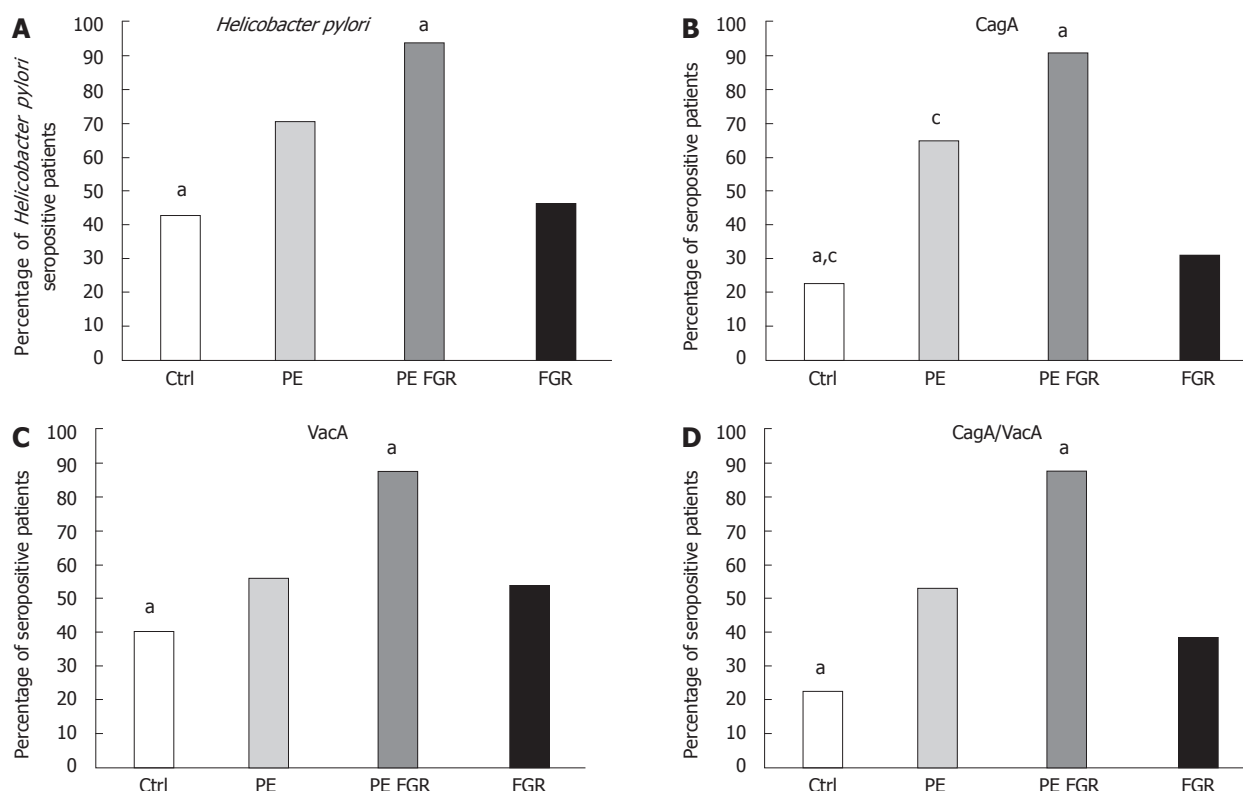 A
Helicobacter pylori
Percentage of Helicobacter pylori
seropositive patients
100
90
80
70
60
50
40
30
20
10
0
a
a
Ctrl PE PE FGR FGR
B
CagA
Percentage of seropositive patients
100
90
80
70
60
50
40
30
20
10
0
a
c
a,c
Ctrl PE PE FGR FGR
C
VacA
Percentage of seropositive patients
100
90
80
70
60
50
40
30
20
10
0
a
a
Ctrl PE PE FGR FGR
D
CagA/VacA
Percentage of seropositive patients
100
90
80
70
60
50
40
30
20
10
0
a
a
Ctrl PE PE FGR FGR